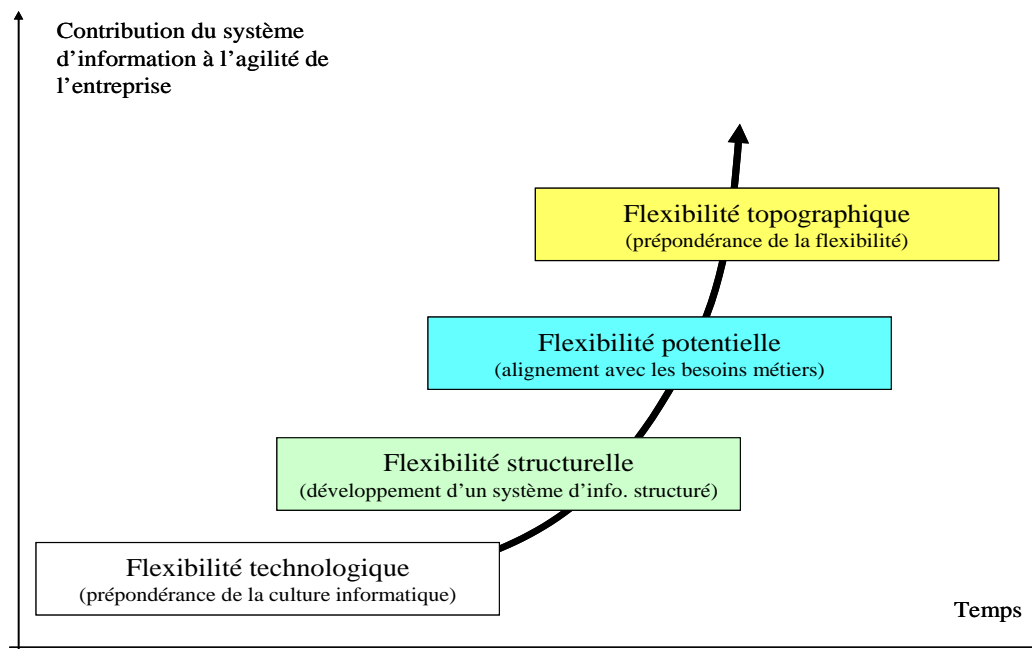 Contribution du système
d’information à l’agilité de
l’entreprise
Flexibilité topographique
(prépondérance de la flexibilité)
Flexibilité potentielle
(alignement avec les besoins métiers)
Flexibilité structurelle
(développement d’un système d’info. structuré)
Flexibilité technologique
(prépondérance de la culture informatique)
Temps